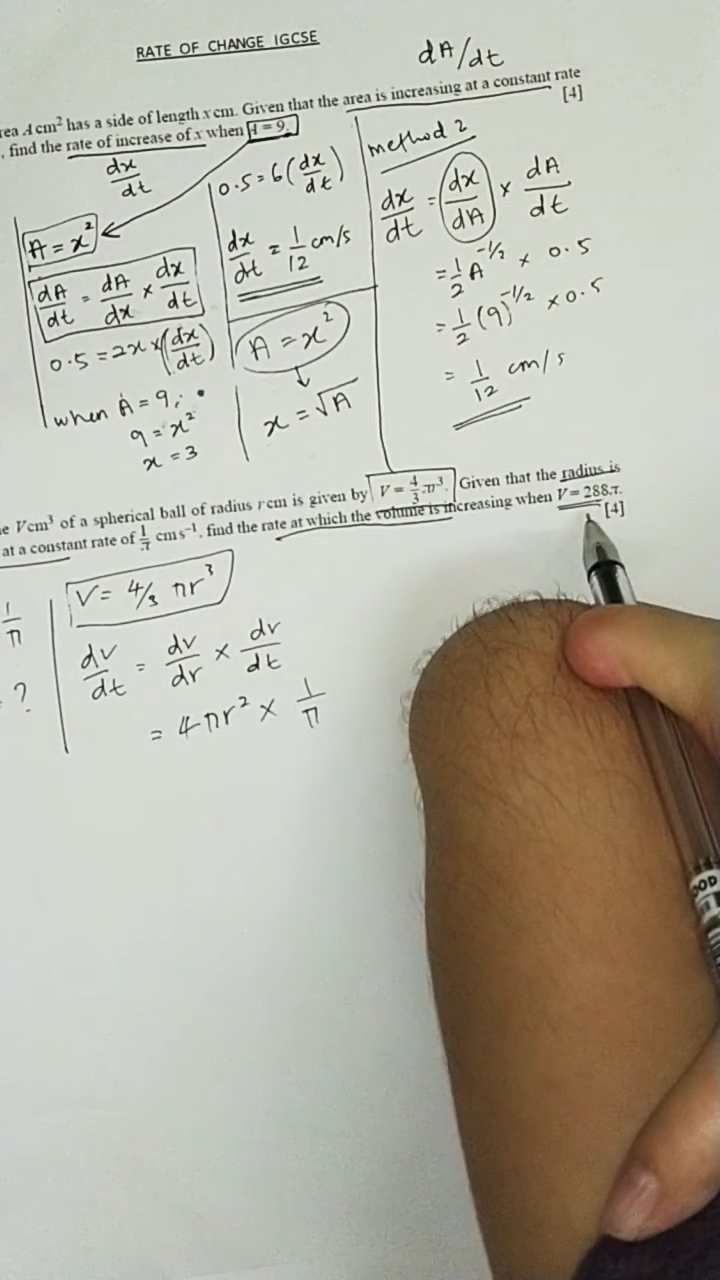 RATE OF CHANGE IGCSE
dA/dt
rea A cm² has a side of length x cm. Given that the area is increasing at a constant rate
, find the rate of increase of x when A = 9. [4]
dx/dt
A = x²
dA/dt = dA/dx × dx/dt
0.5 = 2x × (dx/dt)
when A = 9,
9 = x²
x = 3
0.5 = 6(dx/dt)
dx/dt = 1/12 cm/s
A = x²
x = √A
method 2
dx/dt = dx/dA × dA/dt
= 1/2 A^-1/2 × 0.5
= 1/2 (9)^-1/2 × 0.5
= 1/12 cm/s
e V cm³ of a spherical ball of radius r cm is given by V = 4/3 πr³. Given that the radius is
at a constant rate of 1/π cm s⁻¹, find the rate at which the volume is increasing when V = 288π. [4]
1/π
= ?
V = 4/3 πr³
dv/dt = dv/dr × dr/dt
= 4πr² × 1/π
OOD